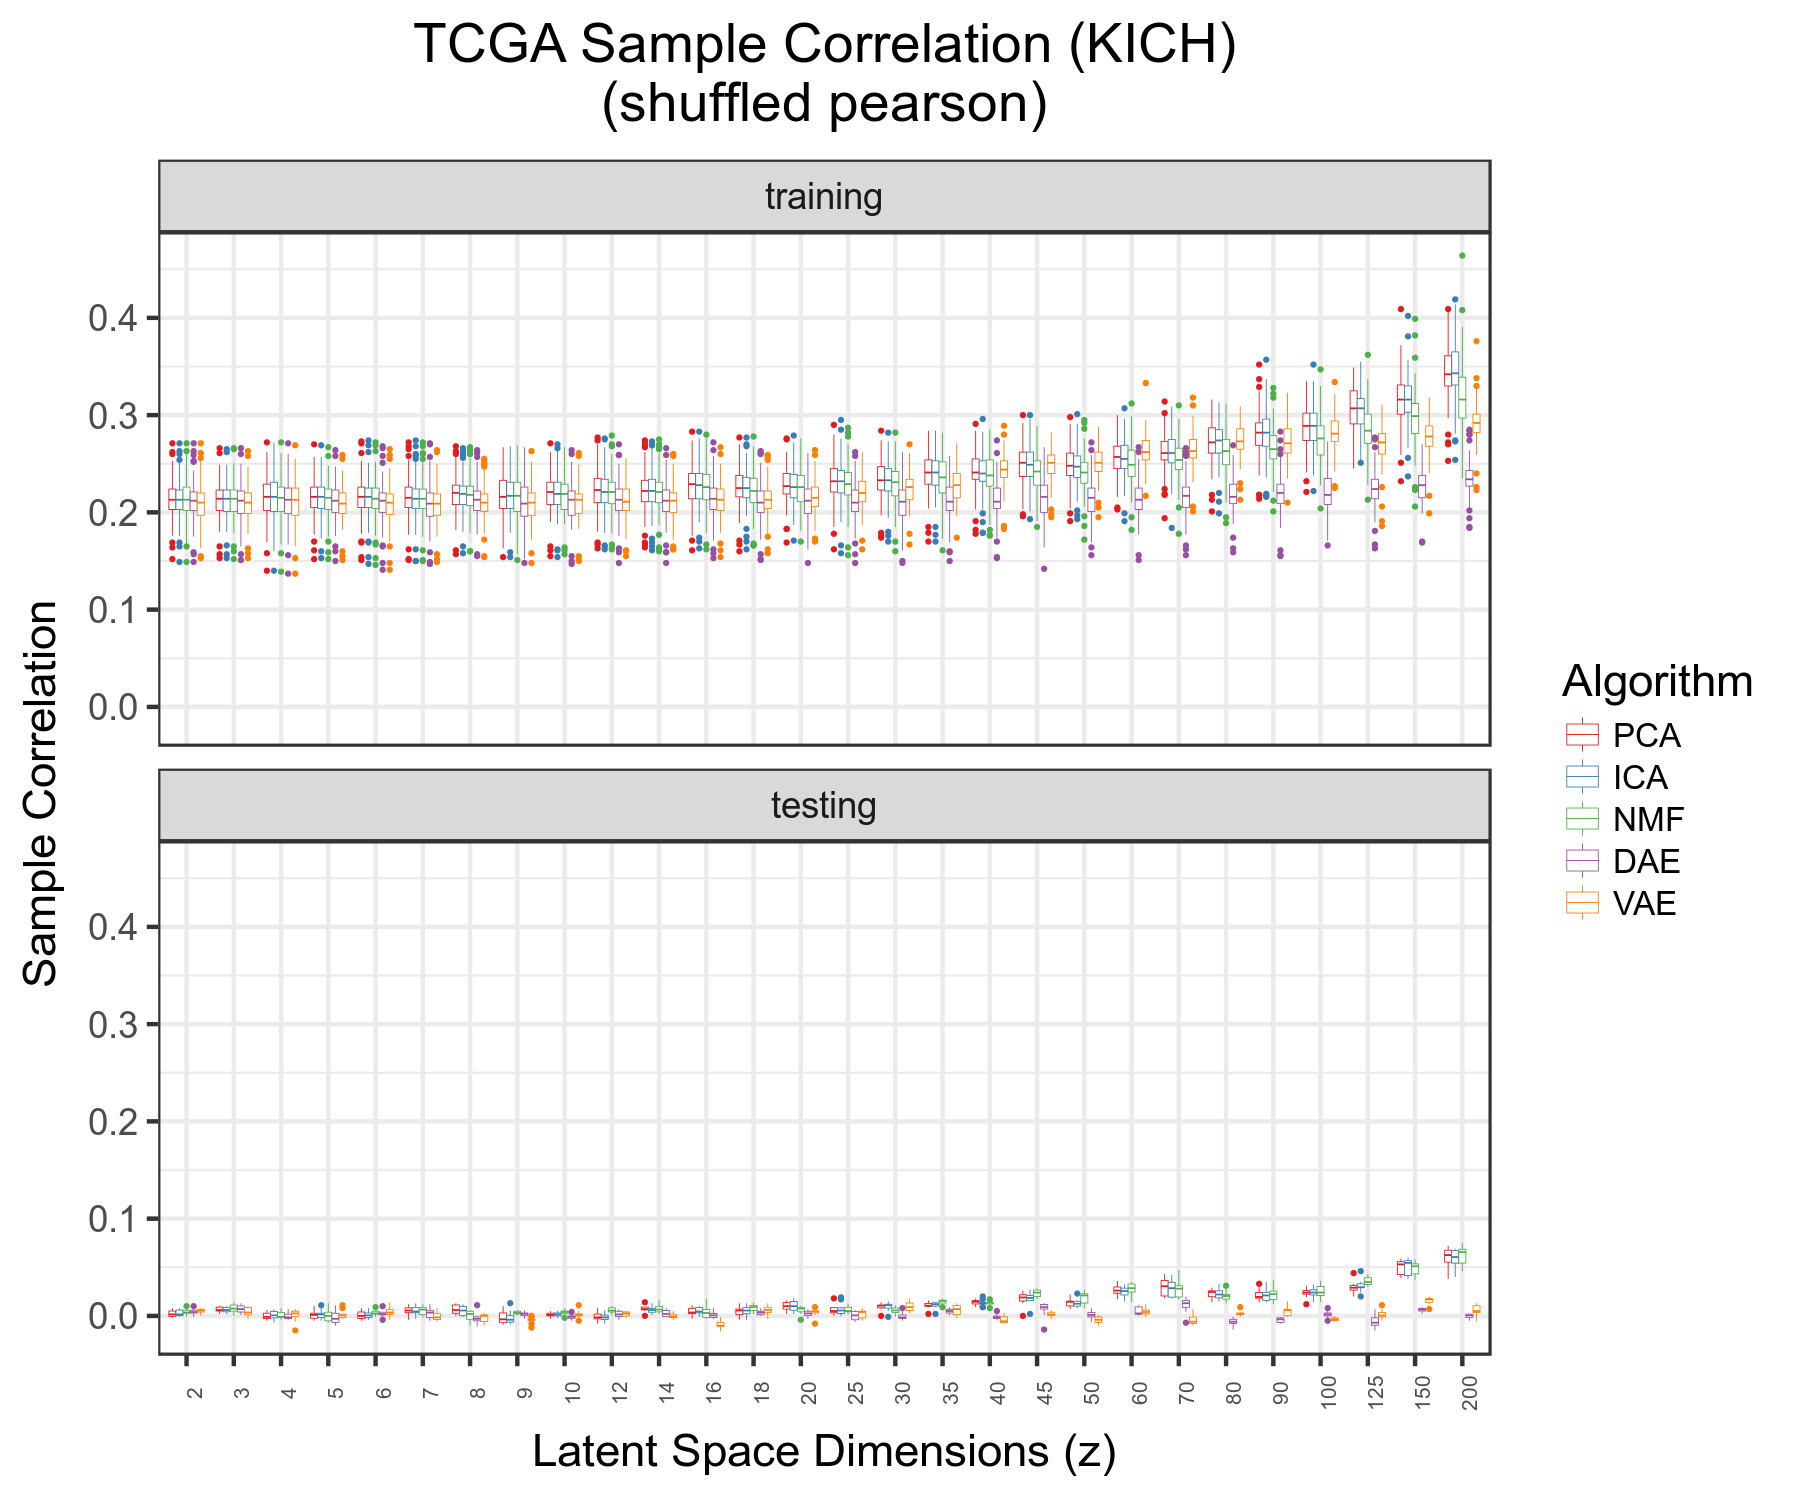 TCGA Sample Correlation (KICH)
(shuffled pearson)
training
0.4
0.3
0.2
0.1
0.0
testing
0.4
0.3
0.2
0.1
0.0
Sample Correlation
2 3 4 5 6 7 8 9 10 12 14 16 18 20 25 30 35 40 45 50 60 70 80 90 100 125 150 200
Latent Space Dimensions (z)
Algorithm
PCA
ICA
NMF
DAE
VAE